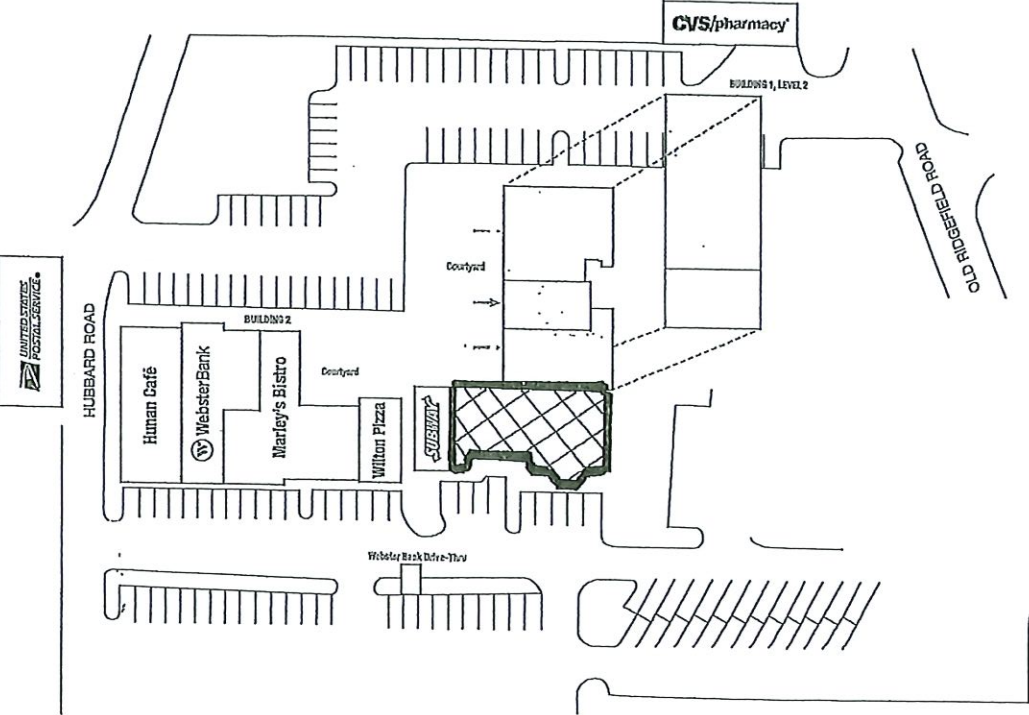 CVS/pharmacy
BUILDING 1, LEVEL 2
OLD RIDGEFIELD ROAD
UNITED STATES
POSTAL SERVICE®
HUBBARD ROAD
Courtyard
BUILDING 2
Hunan Café
W WebsterBank
Marley's Bistro
Courtyard
Wilton Pizza
SUBWAY
Webster Bank Drive-Thru